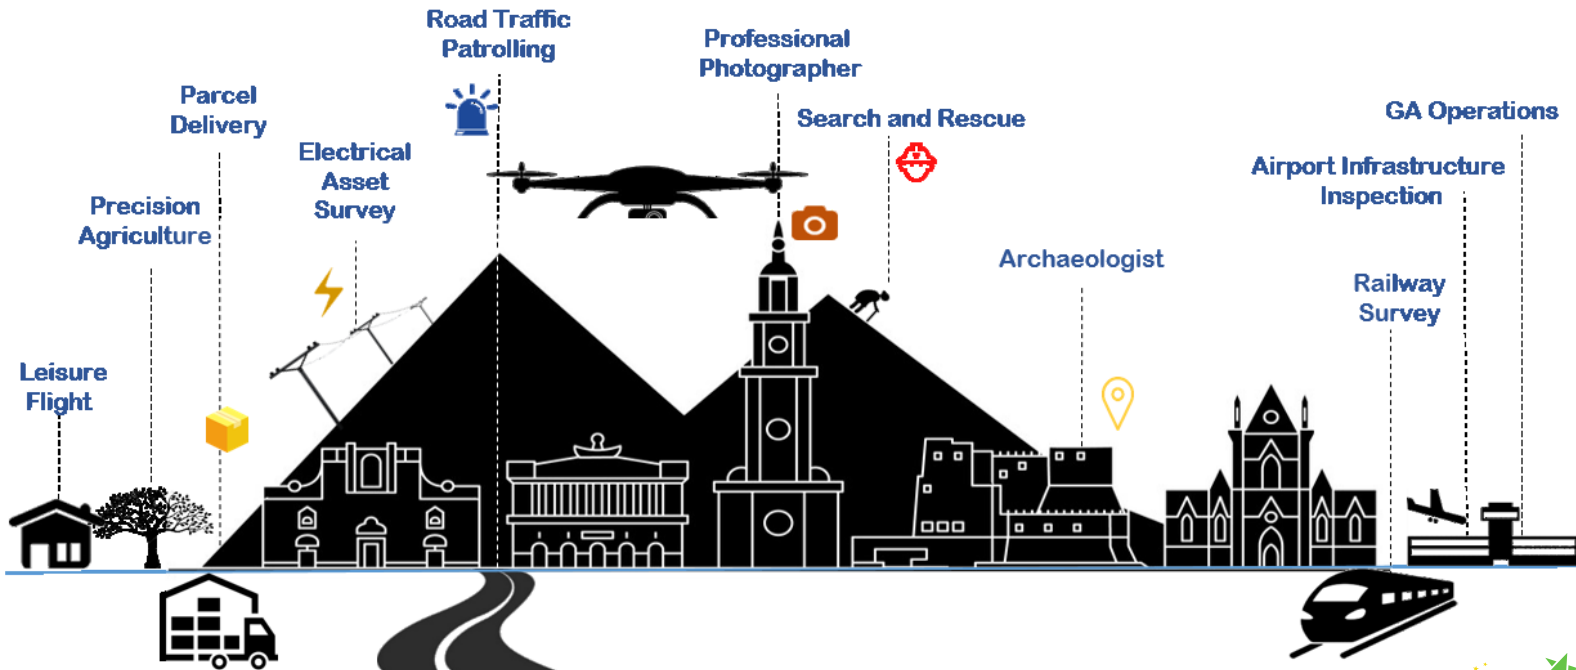 Road Traffic
Patrolling
Professional
Photographer
Parcel
Delivery
Search and Rescue
GA Operations
Electrical
Asset
Survey
Airport Infrastructure
Inspection
Precision
Agriculture
Archaeologist
Railway
Survey
Leisure
Flight